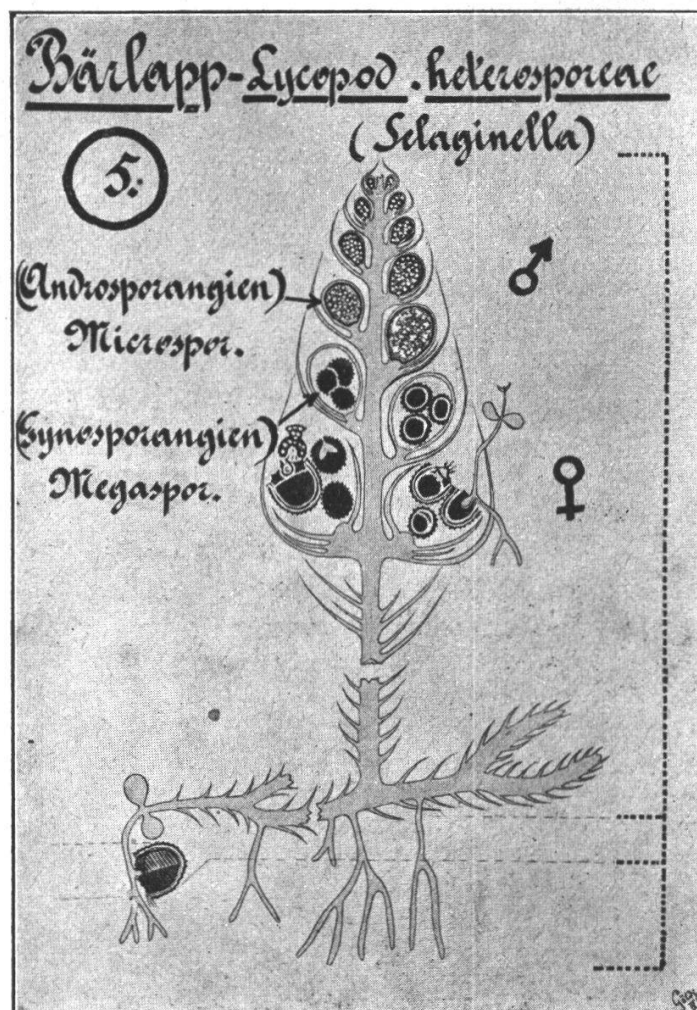 Bärlapp-Lycopod. heterosporeae
(Selaginella)
5:
(Androsporangien)
Microspor.
(Gynosporangien)
Megaspor.